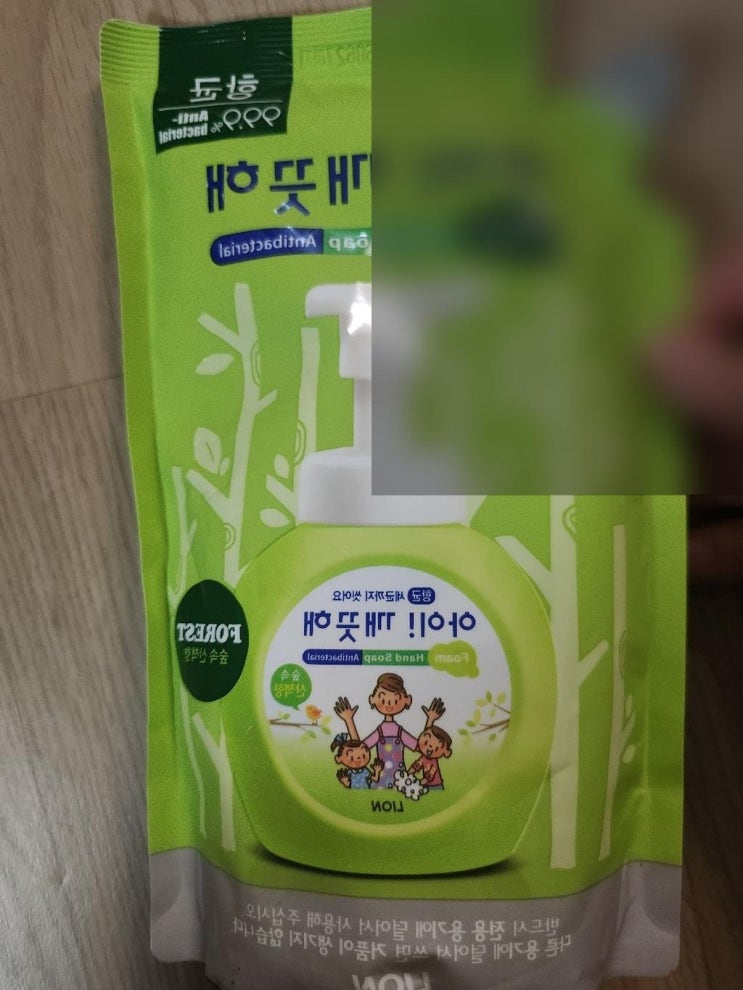 항균
99.9%
Anti-
bacterial
깨끗해
Soap Antibacterial
항균 세균까지 씻어요
아이! 깨끗해
Foam Hand Soap Antibacterial
숲 속
산책향
FOREST
숲속 산책향
LION
반드시 전용 용기에 덜어서 사용해 주십시오
다른 용기에 덜어서 쓰면 거품이 생기지 않습니다
LION